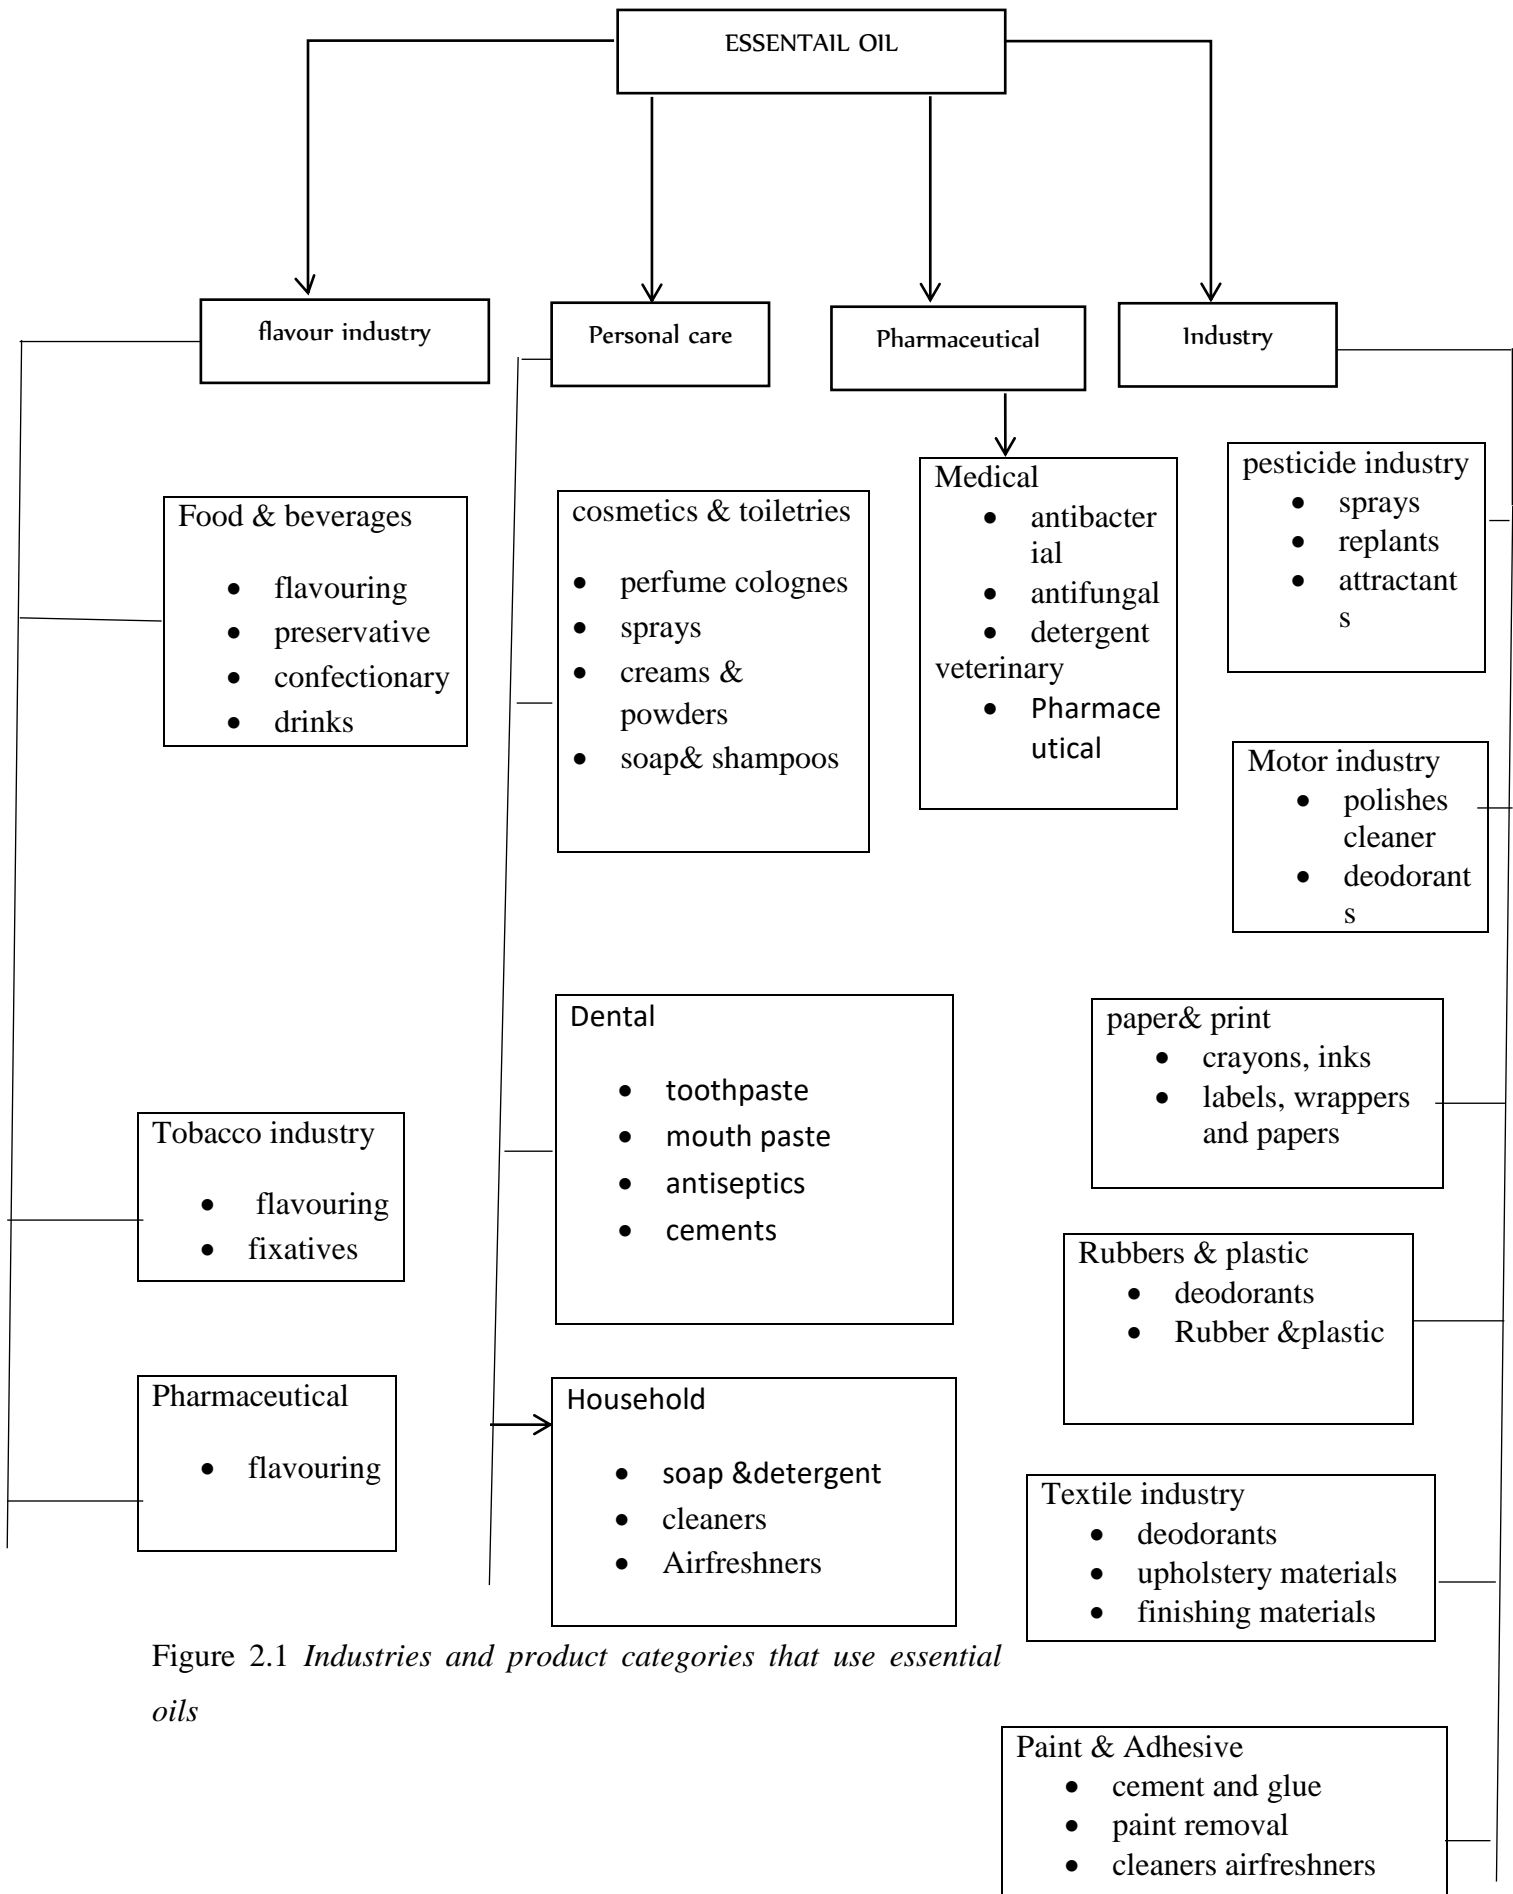 ESSENTAIL OIL
flavour industry
Personal care
Pharmaceutical
Industry
Food & beverages
• flavouring
• preservative
• confectionary
• drinks
Tobacco industry
• flavouring
• fixatives
Pharmaceutical
• flavouring
cosmetics & toiletries
• perfume colognes
• sprays
• creams &
powders
• soap& shampoos
Dental
• toothpaste
• mouth paste
• antiseptics
• cements
Household
• soap &detergent
• cleaners
• Airfreshners
Medical
• antibacter
ial
• antifungal
• detergent
veterinary
• Pharmace
utical
pesticide industry
• sprays
• replants
• attractant
s
Motor industry
• polishes
cleaner
• deodorant
s
paper& print
• crayons, inks
• labels, wrappers
and papers
Rubbers & plastic
• deodorants
• Rubber &plastic
Textile industry
• deodorants
• upholstery materials
• finishing materials
Paint & Adhesive
• cement and glue
• paint removal
• cleaners airfreshners
Figure 2.1 Industries and product categories that use essential
oils